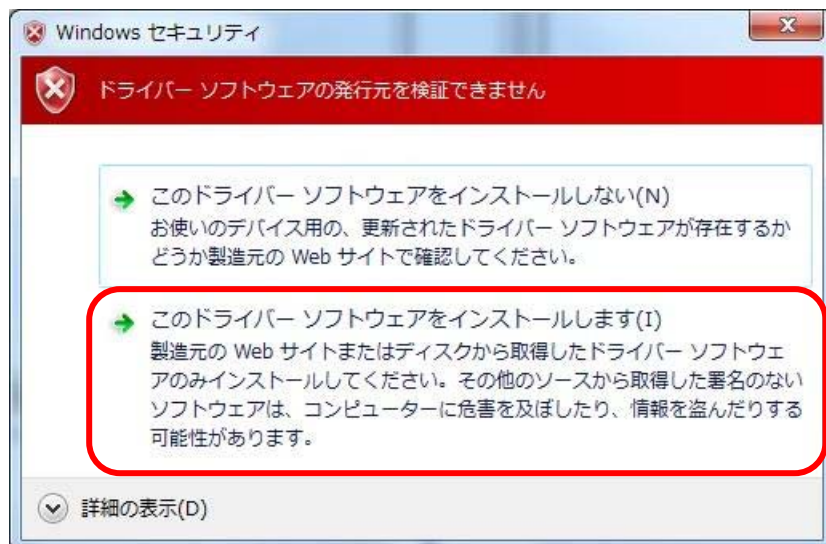 Windows セキュリティ
ドライバー ソフトウェアの発行元を検証できません
このドライバー ソフトウェアをインストールしない(N)
お使いのデバイス用の、更新されたドライバー ソフトウェアが存在するか
どうか製造元の Web サイトで確認してください。
このドライバー ソフトウェアをインストールします(I)
製造元の Web サイトまたはディスクから取得したドライバー ソフトウェ
アのみインストールしてください。その他のソースから取得した署名のない
ソフトウェアは、コンピューターに危害を及ぼしたり、情報を盗んだりする
可能性があります。
詳細の表示(D)